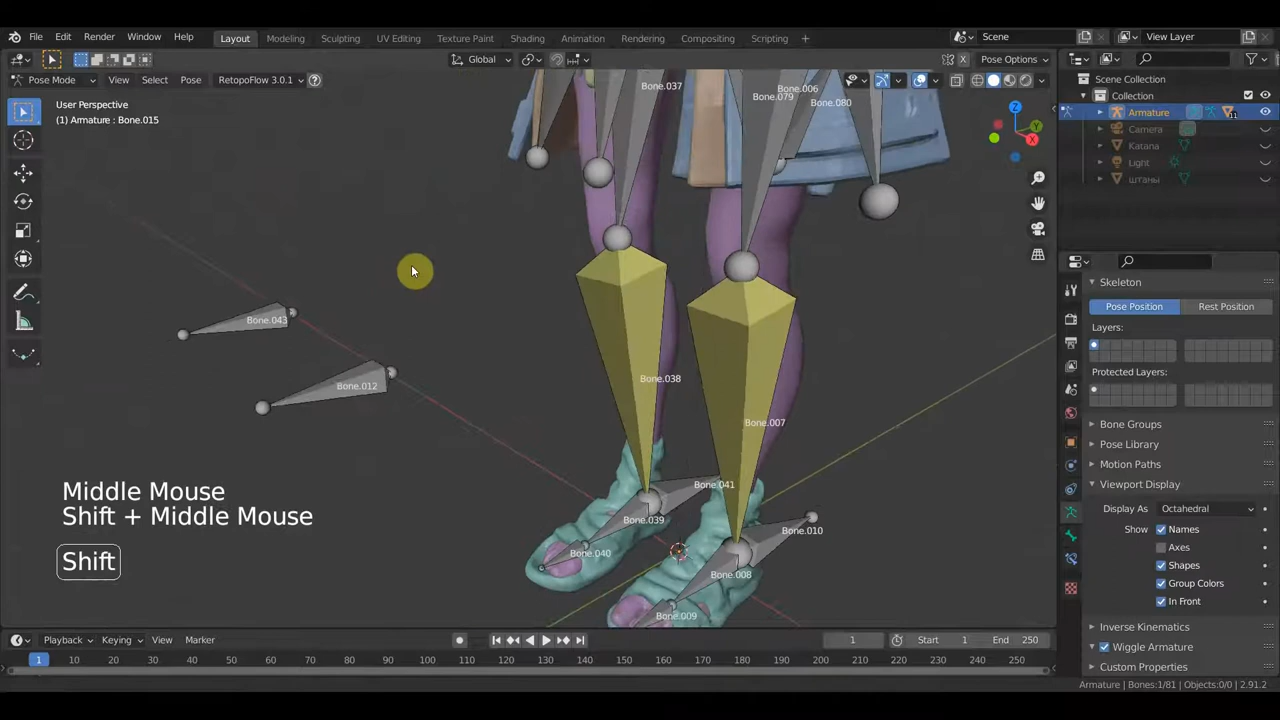 File Edit Render Window Help Layout Modeling Sculpting UV Editing Texture Paint Shading Animation Rendering Compositing Scripting + Scene View Layer
Global Pose Options
Pose Mode View Select Pose RetopoFlow 3.0.1
User Perspective
(1) Armature : Bone.015
Scene Collection
Collection
Armature 11
Camera
Katana
Light
штаны
Z
Y
X
Bone.037
Bone.006
Bone.079
Bone.080
Bone.043
Bone.012
Bone.038
Bone.007
Bone.041
Bone.039
Bone.010
Bone.040
Bone.008
Bone.009
Middle Mouse
Shift + Middle Mouse
Shift
Skeleton
Pose Position Rest Position
Layers:
Protected Layers:
Bone Groups
Pose Library
Motion Paths
Viewport Display
Display As Octahedral
Show Names
Axes
Shapes
Group Colors
In Front
Inverse Kinematics
Wiggle Armature
Custom Properties
Playback Keying View Marker 1 Start 1 End 250
1 10 20 30 40 50 60 70 80 90 100 110 120 130 140 150 160 170 180 190 200 210 220 230 240 250
Armature | Bones:1/81 | Objects:0/0 | 2.91.2